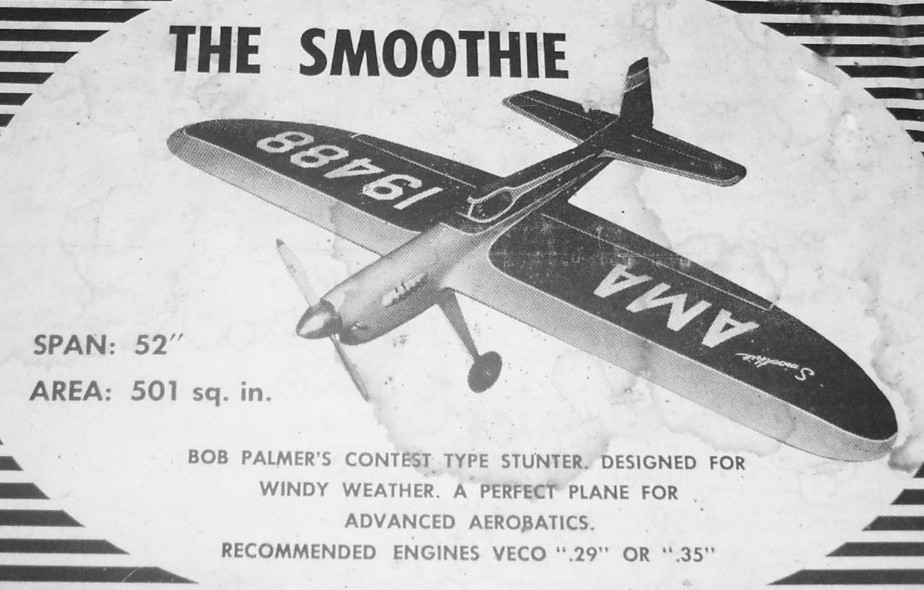 THE SMOOTHIE
19488
AMA
Smoothie
SPAN: 52"
AREA: 501 sq. in.
BOB PALMER'S CONTEST TYPE STUNTER. DESIGNED FOR
WINDY WEATHER. A PERFECT PLANE FOR
ADVANCED AEROBATICS.
RECOMMENDED ENGINES VECO ".29" OR ".35"